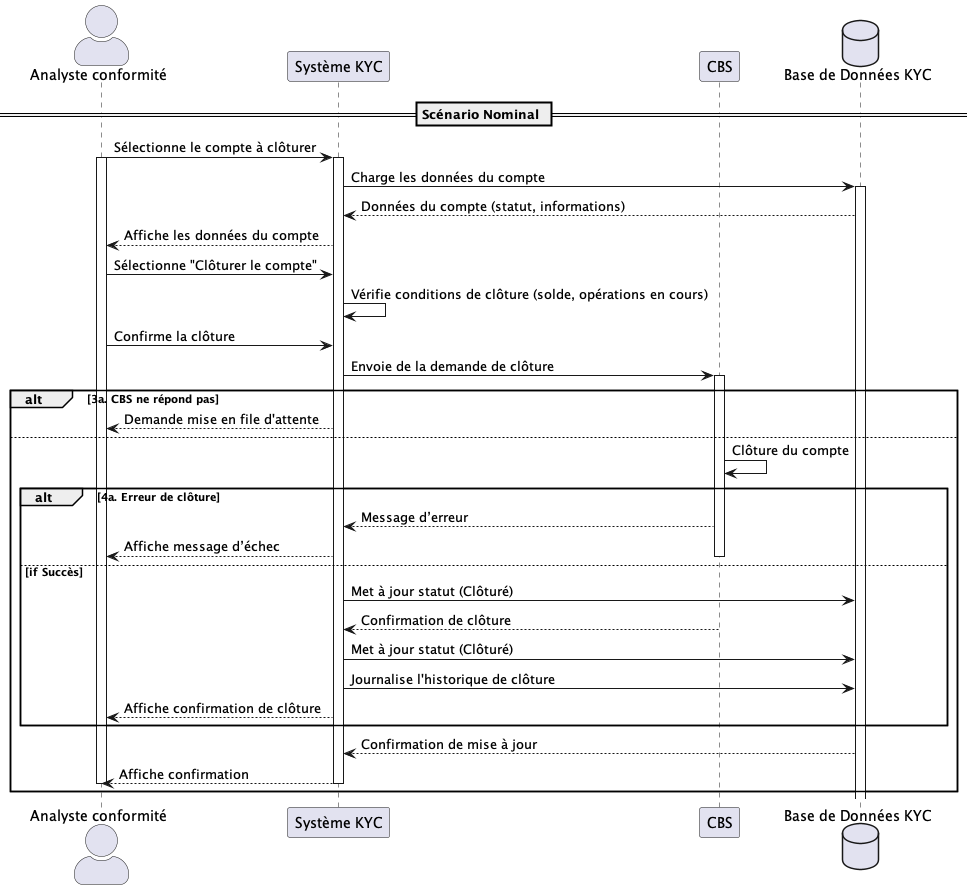 Analyste conformité
Système KYC
CBS
Base de Données KYC
Scénario Nominal
Sélectionne le compte à clôturer
Charge les données du compte
Données du compte (statut, informations)
Affiche les données du compte
Sélectionne "Clôturer le compte"
Vérifie conditions de clôture (solde, opérations en cours)
Confirme la clôture
Envoie de la demande de clôture
alt [3a. CBS ne répond pas]
Demande mise en file d'attente
Clôture du compte
alt [4a. Erreur de clôture]
Message d’erreur
Affiche message d’échec
[if Succès]
Met à jour statut (Clôturé)
Confirmation de clôture
Met à jour statut (Clôturé)
Journalise l'historique de clôture
Affiche confirmation de clôture
Confirmation de mise à jour
Affiche confirmation
Analyste conformité
Système KYC
CBS
Base de Données KYC